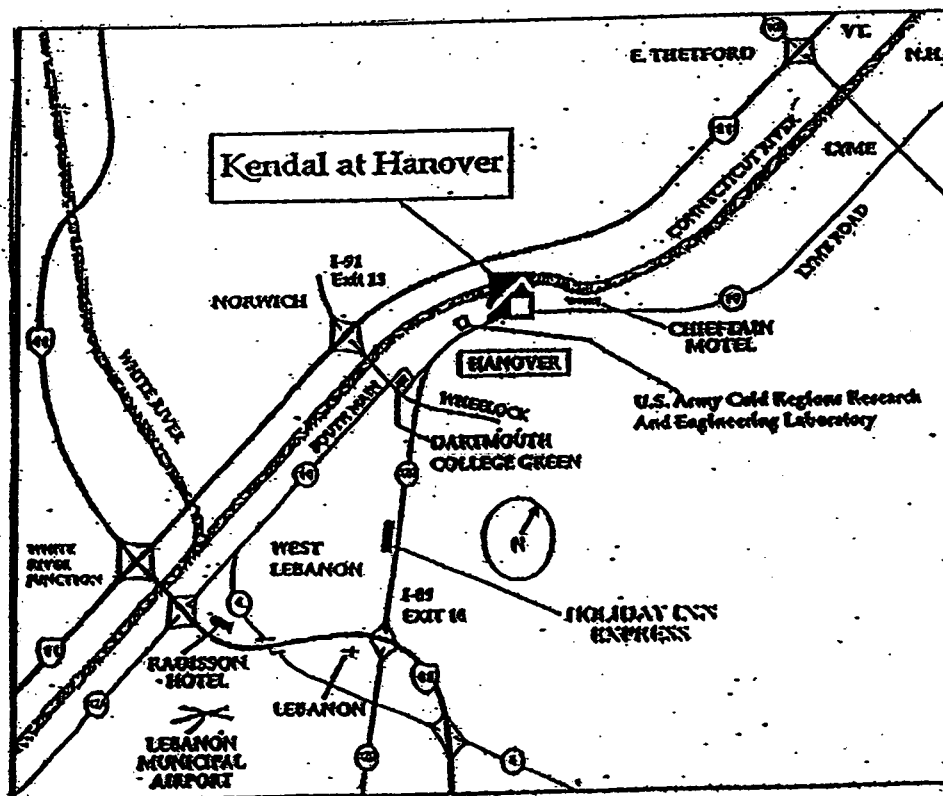 VT.
E. THETFORD
N.H.
Kendal at Hanover
CONNECTICUT RIVER
LYME
LYME ROAD
I-91
Exit 13
NORWICH
CHIEFTAIN
MOTEL
HANOVER
WHITE RIVER
SOUTH MAIN
WHEELOCK
U.S. Army Cold Regions Research
And Engineering Laboratory
DARTMOUTH
COLLEGE GREEN
N
WHITE
RIVER
JUNCTION
WEST
LEBANON
I-89
EXIT 18
HOLIDAY INN
EXPRESS
RADISSON
HOTEL
LEBANON
LEBANON
MUNICIPAL
AIRPORT